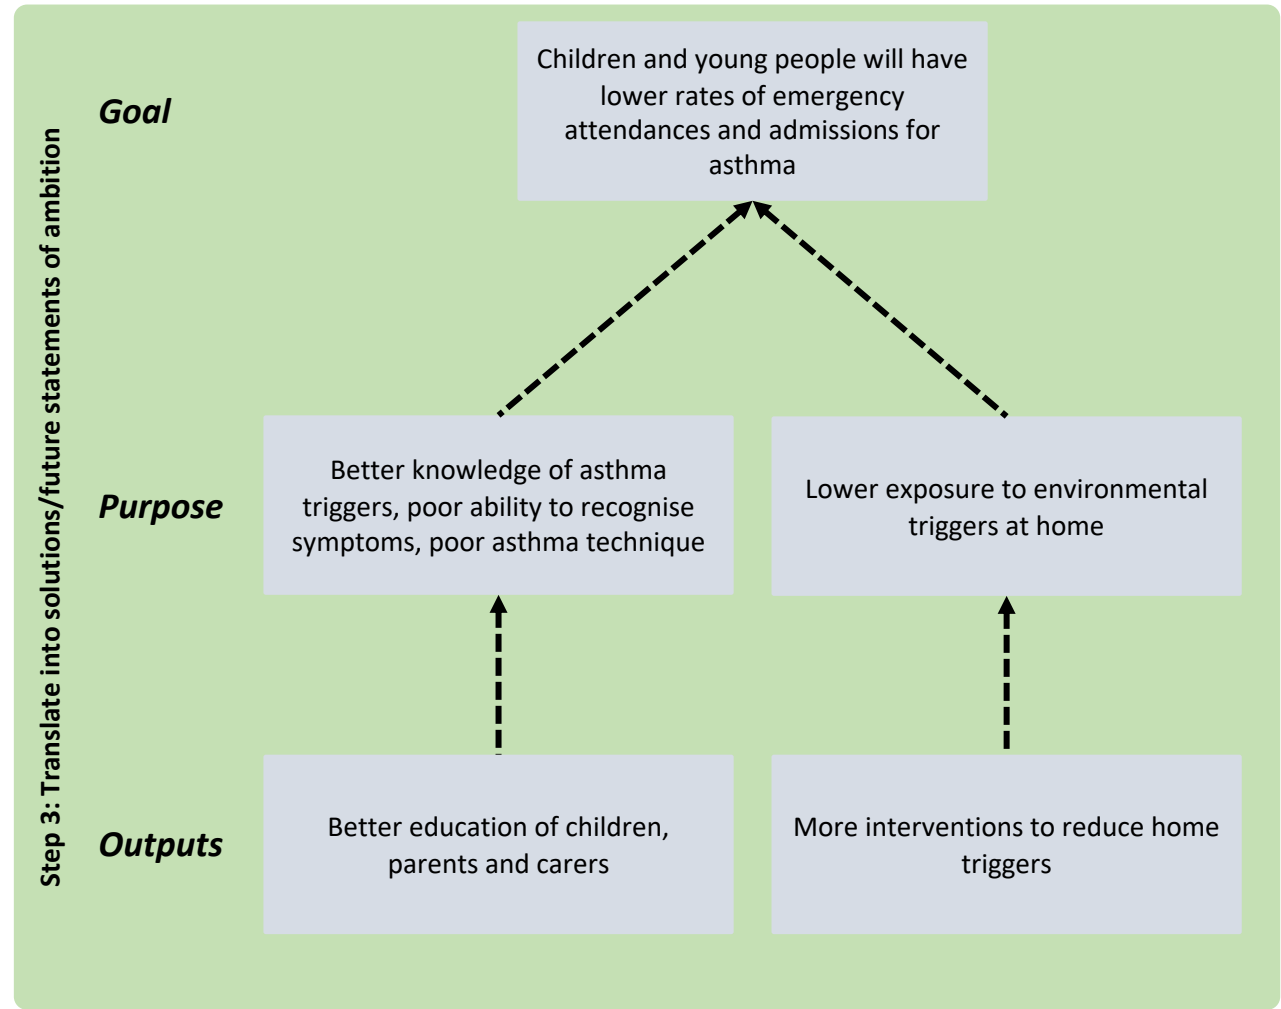 Step 3: Translate into solutions/future statements of ambition
Goal
Children and young people will have
lower rates of emergency
attendances and admissions for
asthma
Purpose
Better knowledge of asthma
triggers, poor ability to recognise
symptoms, poor asthma technique
Lower exposure to environmental
triggers at home
Outputs
Better education of children,
parents and carers
More interventions to reduce home
triggers